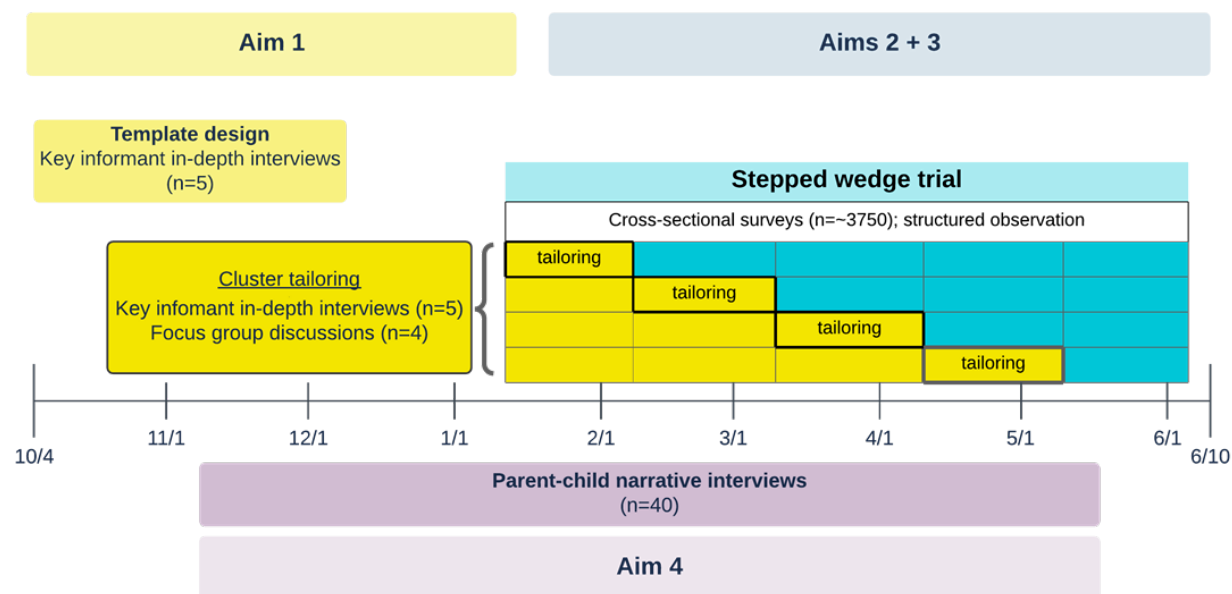 Aim 1
Aims 2 + 3
Template design
Key informant in-depth interviews
(n=5)
Stepped wedge trial
Cross-sectional surveys (n=~3750); structured observation
Cluster tailoring
Key infomant in-depth interviews (n=5)
Focus group discussions (n=4)
tailoring
tailoring
tailoring
tailoring
10/4
11/1
12/1
1/1
2/1
3/1
4/1
5/1
6/1
6/10
Parent-child narrative interviews
(n=40)
Aim 4